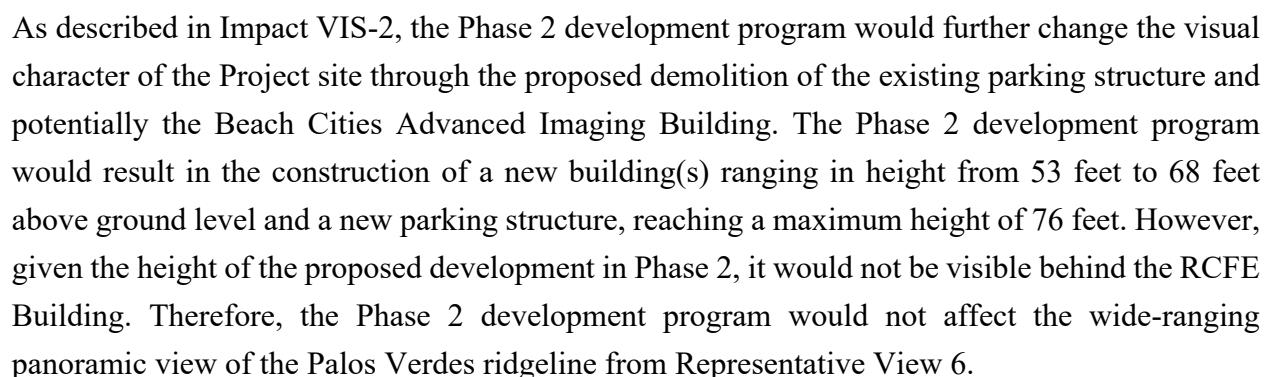 As described in Impact VIS-2, the Phase 2 development program would further change the visual
character of the Project site through the proposed demolition of the existing parking structure and
potentially the Beach Cities Advanced Imaging Building. The Phase 2 development program
would result in the construction of a new building(s) ranging in height from 53 feet to 68 feet
above ground level and a new parking structure, reaching a maximum height of 76 feet. However,
given the height of the proposed development in Phase 2, it would not be visible behind the RCFE
Building. Therefore, the Phase 2 development program would not affect the wide-ranging
panoramic view of the Palos Verdes ridgeline from Representative View 6.